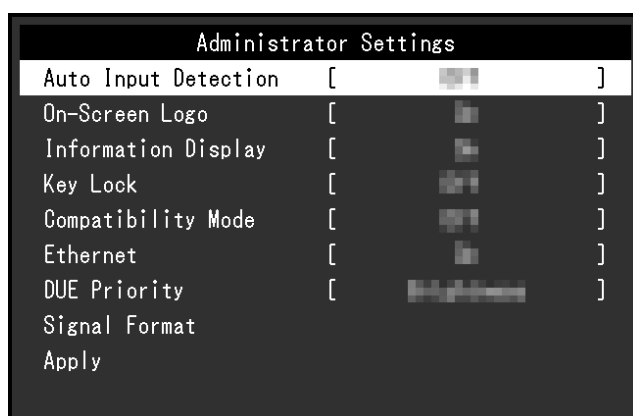 Administrator Settings
Auto Input Detection [ ]
On-Screen Logo [ ]
Information Display [ ]
Key Lock [ ]
Compatibility Mode [ ]
Ethernet [ ]
DUE Priority [ ]
Signal Format
Apply